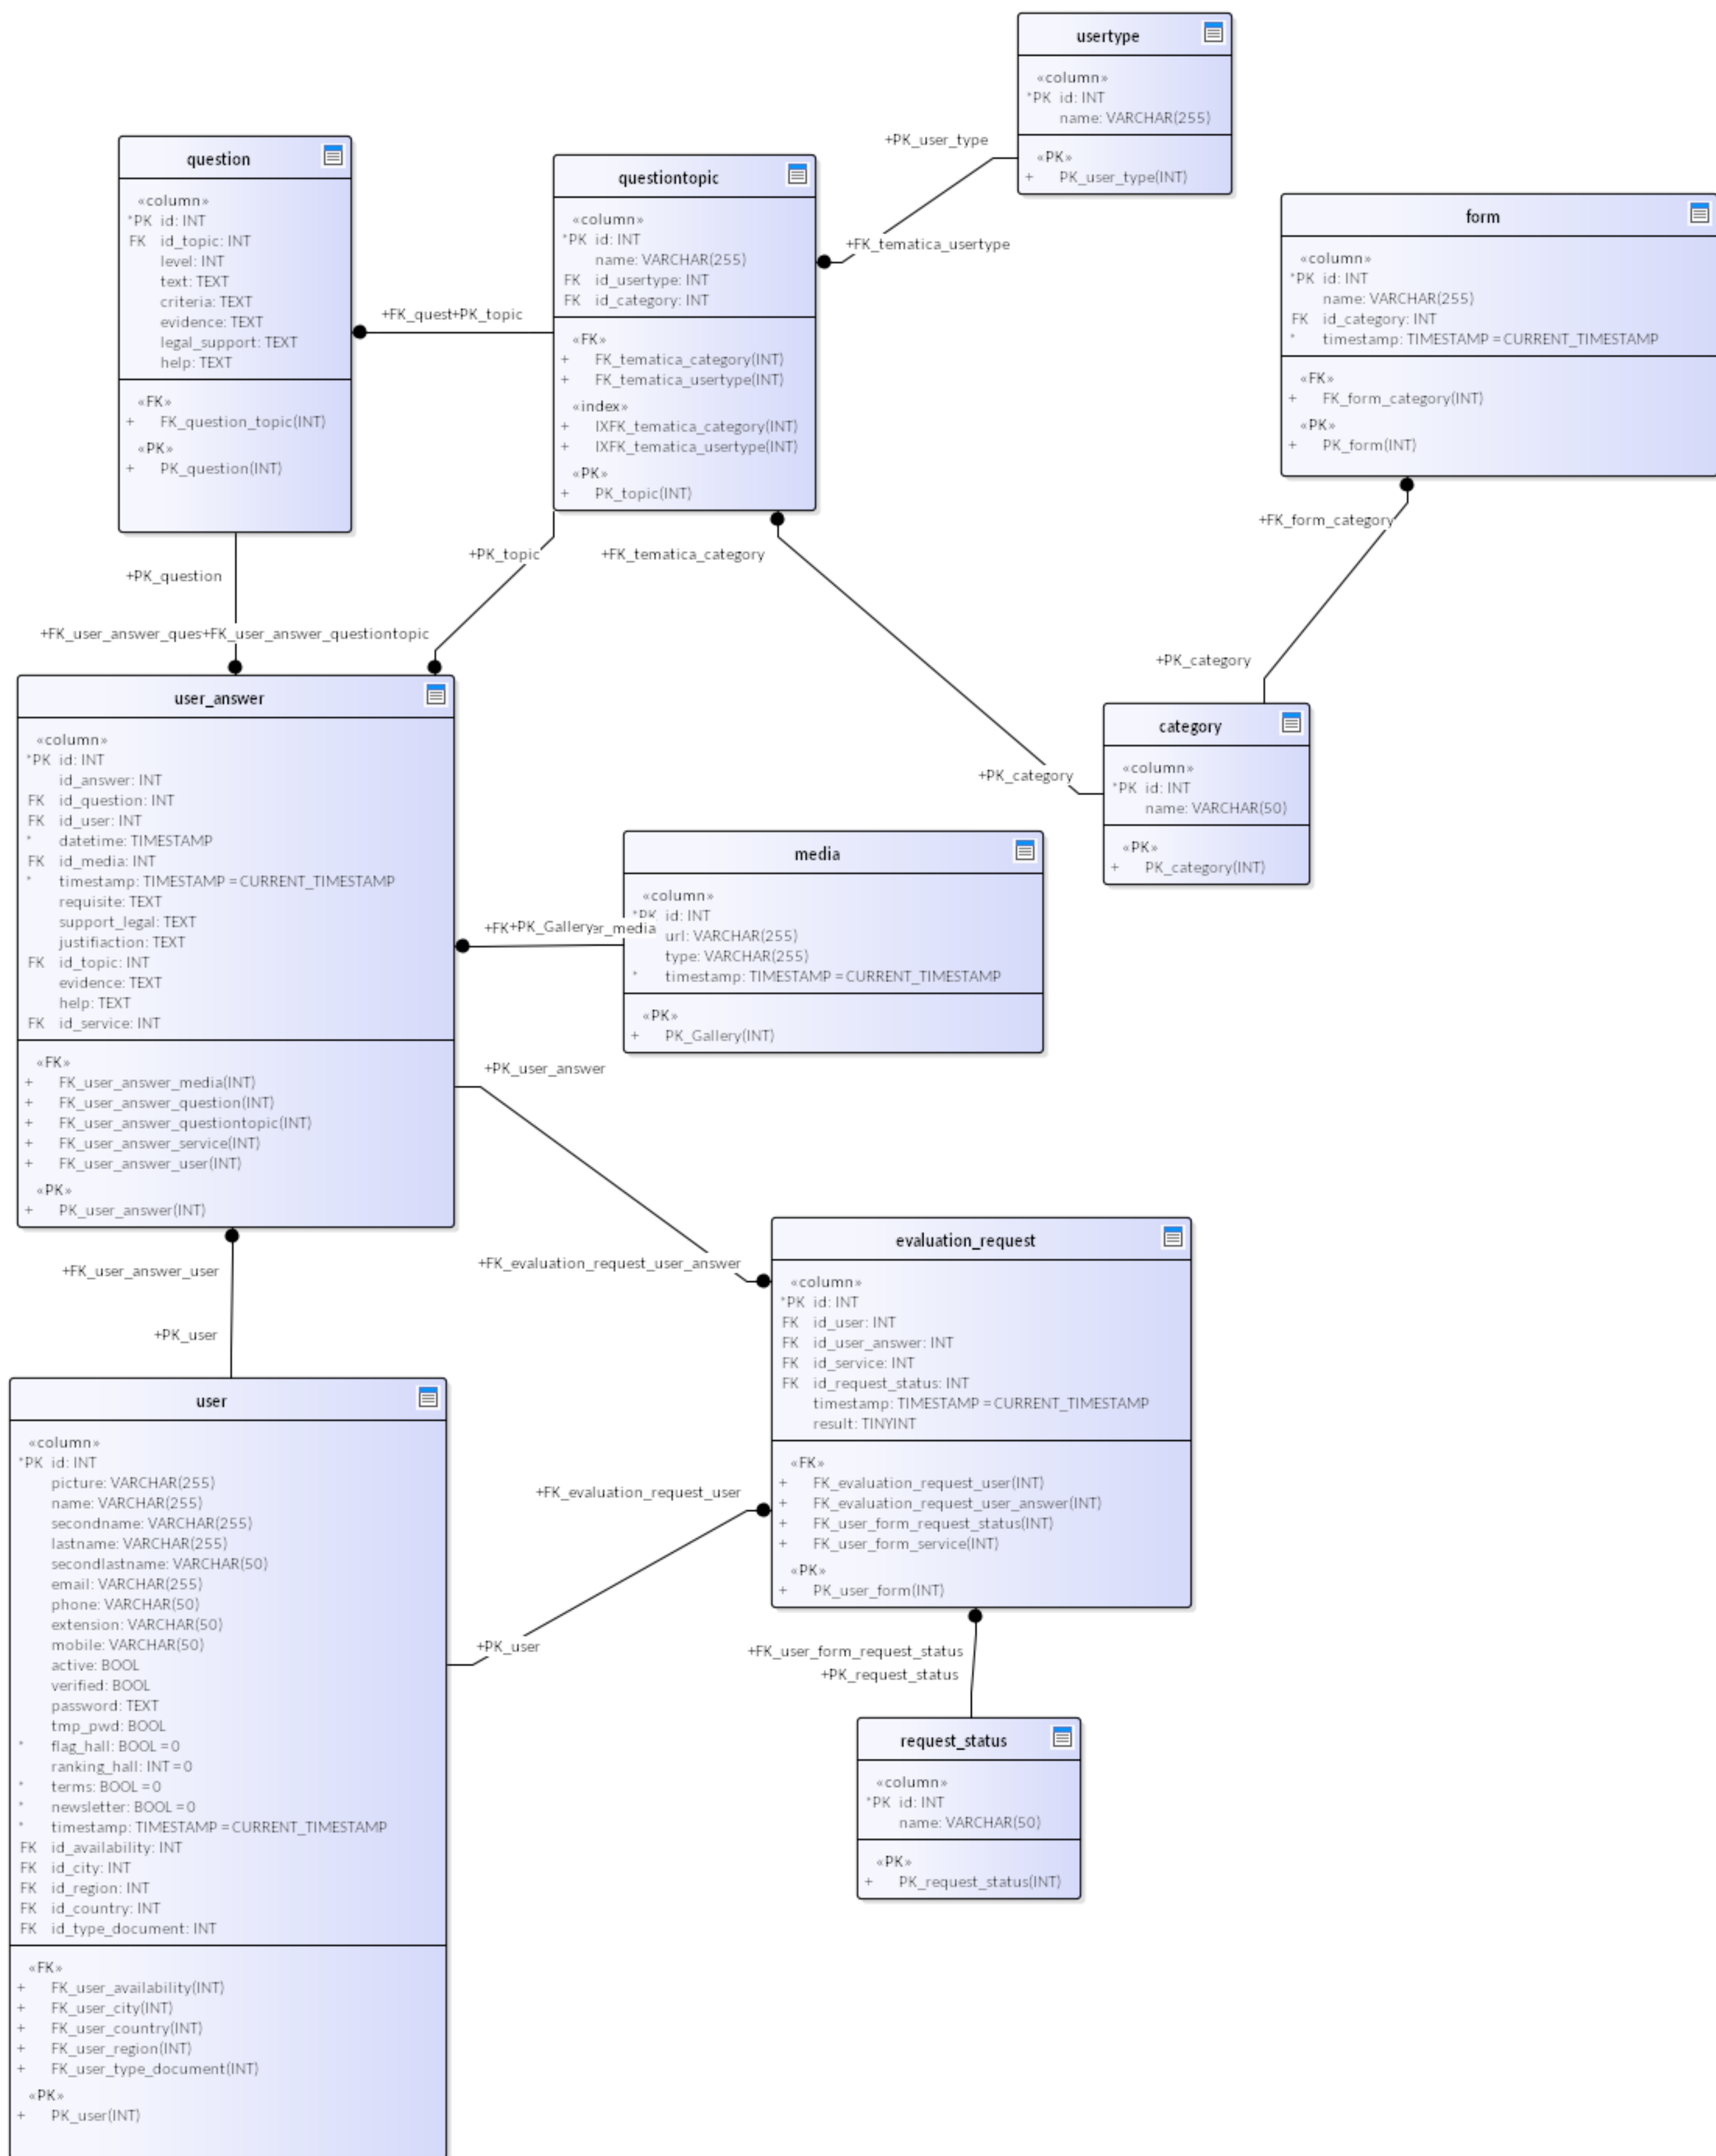 usertype
«column»
*PK id: INT
name: VARCHAR(255)
«PK»
+ PK_user_type(INT)
+PK_user_type
+FK_tematica_usertype
question
«column»
*PK id: INT
FK id_topic: INT
level: INT
text: TEXT
criteria: TEXT
evidence: TEXT
legal_support: TEXT
help: TEXT
«FK»
+ FK_question_topic(INT)
«PK»
+ PK_question(INT)
+FK_quest+PK_topic
questiontopic
«column»
*PK id: INT
name: VARCHAR(255)
FK id_usertype: INT
FK id_category: INT
«FK»
+ FK_tematica_category(INT)
+ FK_tematica_usertype(INT)
«index»
+ IXFK_tematica_category(INT)
+ IXFK_tematica_usertype(INT)
«PK»
+ PK_topic(INT)
form
«column»
*PK id: INT
name: VARCHAR(255)
FK id_category: INT
* timestamp: TIMESTAMP = CURRENT_TIMESTAMP
«FK»
+ FK_form_category(INT)
«PK»
+ PK_form(INT)
+FK_form_category
+PK_category
+PK_topic
+FK_tematica_category
+PK_category
+PK_question
+FK_user_answer_ques+FK_user_answer_questiontopic
category
«column»
*PK id: INT
name: VARCHAR(50)
«PK»
+ PK_category(INT)
user_answer
«column»
*PK id: INT
id_answer: INT
FK id_question: INT
FK id_user: INT
* datetime: TIMESTAMP
FK id_media: INT
* timestamp: TIMESTAMP = CURRENT_TIMESTAMP
requisite: TEXT
support_legal: TEXT
justifiaction: TEXT
FK id_topic: INT
evidence: TEXT
help: TEXT
FK id_service: INT
«FK»
+ FK_user_answer_media(INT)
+ FK_user_answer_question(INT)
+ FK_user_answer_questiontopic(INT)
+ FK_user_answer_service(INT)
+ FK_user_answer_user(INT)
«PK»
+ PK_user_answer(INT)
+FK+PK_Gallery er_media
media
«column»
*PK id: INT
url: VARCHAR(255)
type: VARCHAR(255)
* timestamp: TIMESTAMP = CURRENT_TIMESTAMP
«PK»
+ PK_Gallery(INT)
+PK_user_answer
+FK_evaluation_request_user_answer
+FK_user_answer_user
+PK_user
evaluation_request
«column»
*PK id: INT
FK id_user: INT
FK id_user_answer: INT
FK id_service: INT
FK id_request_status: INT
timestamp: TIMESTAMP = CURRENT_TIMESTAMP
result: TINYINT
«FK»
+ FK_evaluation_request_user(INT)
+ FK_evaluation_request_user_answer(INT)
+ FK_user_form_request_status(INT)
+ FK_user_form_service(INT)
«PK»
+ PK_user_form(INT)
+FK_evaluation_request_user
+PK_user
+FK_user_form_request_status
+PK_request_status
user
«column»
*PK id: INT
picture: VARCHAR(255)
name: VARCHAR(255)
secondname: VARCHAR(255)
lastname: VARCHAR(255)
secondlastname: VARCHAR(50)
email: VARCHAR(255)
phone: VARCHAR(50)
extension: VARCHAR(50)
mobile: VARCHAR(50)
active: BOOL
verified: BOOL
password: TEXT
tmp_pwd: BOOL
* flag_hall: BOOL = 0
ranking_hall: INT = 0
* terms: BOOL = 0
* newsletter: BOOL = 0
* timestamp: TIMESTAMP = CURRENT_TIMESTAMP
FK id_availability: INT
FK id_city: INT
FK id_region: INT
FK id_country: INT
FK id_type_document: INT
«FK»
+ FK_user_availability(INT)
+ FK_user_city(INT)
+ FK_user_country(INT)
+ FK_user_region(INT)
+ FK_user_type_document(INT)
«PK»
+ PK_user(INT)
request_status
«column»
*PK id: INT
name: VARCHAR(50)
«PK»
+ PK_request_status(INT)